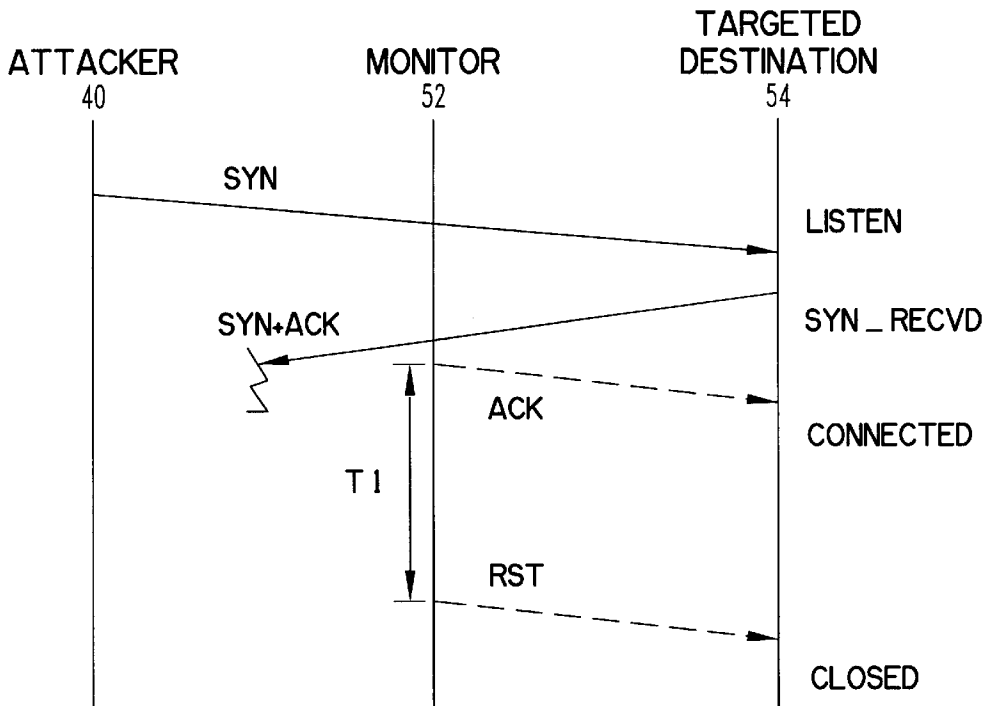 ATTACKER
40
MONITOR
52
TARGETED
DESTINATION
54
SYN
LISTEN
SYN+ACK
SYN_RECVD
ACK
CONNECTED
T1
RST
CLOSED